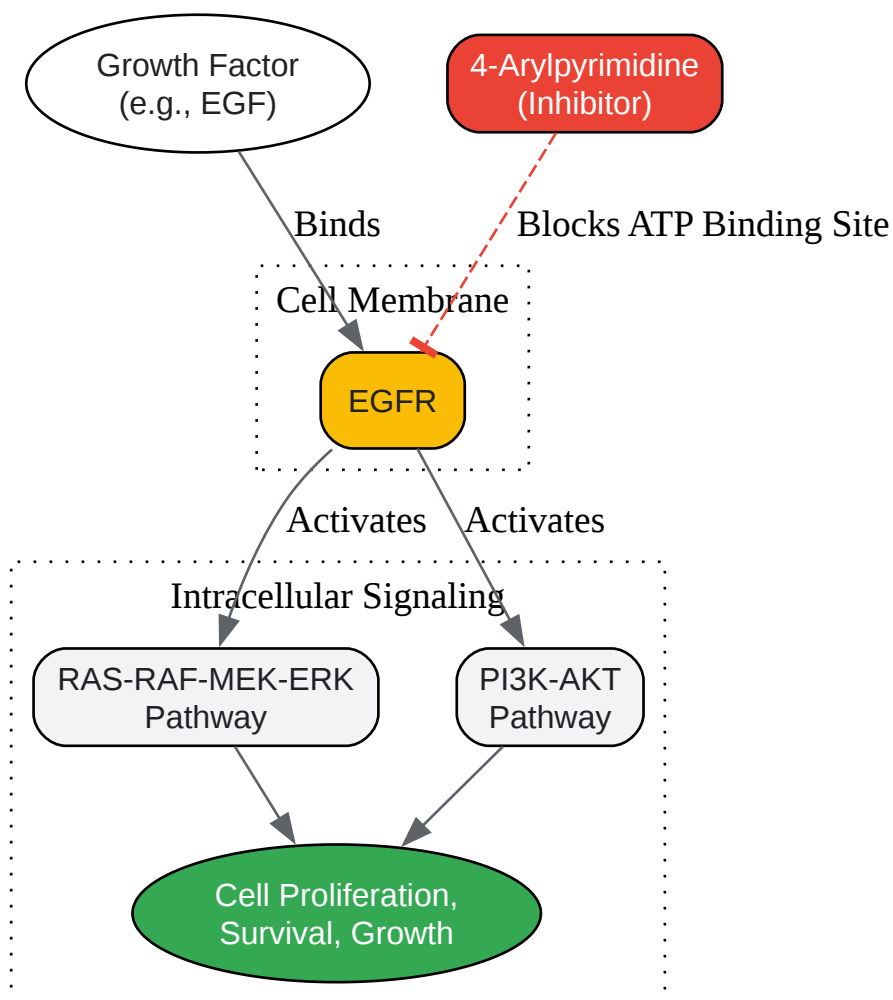 Growth Factor
(e.g., EGF)
4-Arylpyrimidine
(Inhibitor)
Binds
Blocks ATP Binding Site
Cell Membrane
EGFR
Activates
Activates
Intracellular Signaling
RAS-RAF-MEK-ERK
Pathway
PI3K-AKT
Pathway
Cell Proliferation,
Survival, Growth